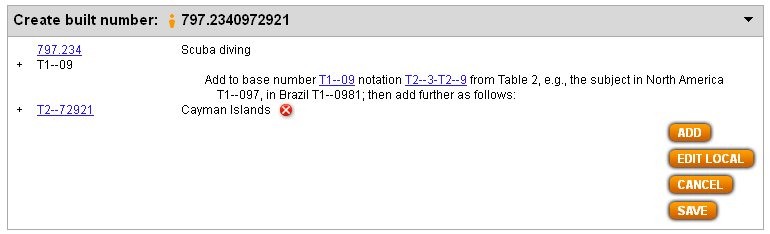 Create built number: 797.2340972921
797.234 Scuba diving
+ T1--09
Add to base number T1--09 notation T2--3-T2--9 from Table 2, e.g., the subject in North America
T1--097, in Brazil T1--0981; then add further as follows:
+ T2--72921 Cayman Islands
ADD
EDIT LOCAL
CANCEL
SAVE